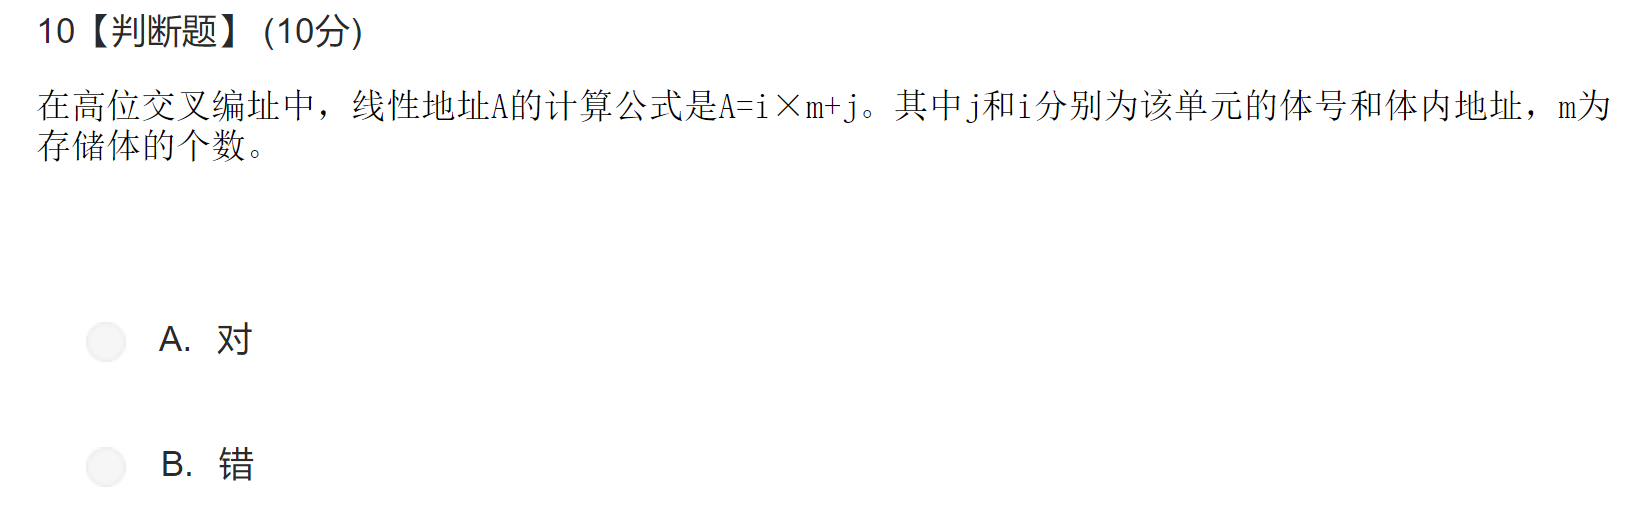 10【判断题】 (10分)
在高位交叉编址中，线性地址A的计算公式是A=i×m+j。其中j和i分别为该单元的体号和体内地址，m为
存储体的个数。
A. 对
B. 错